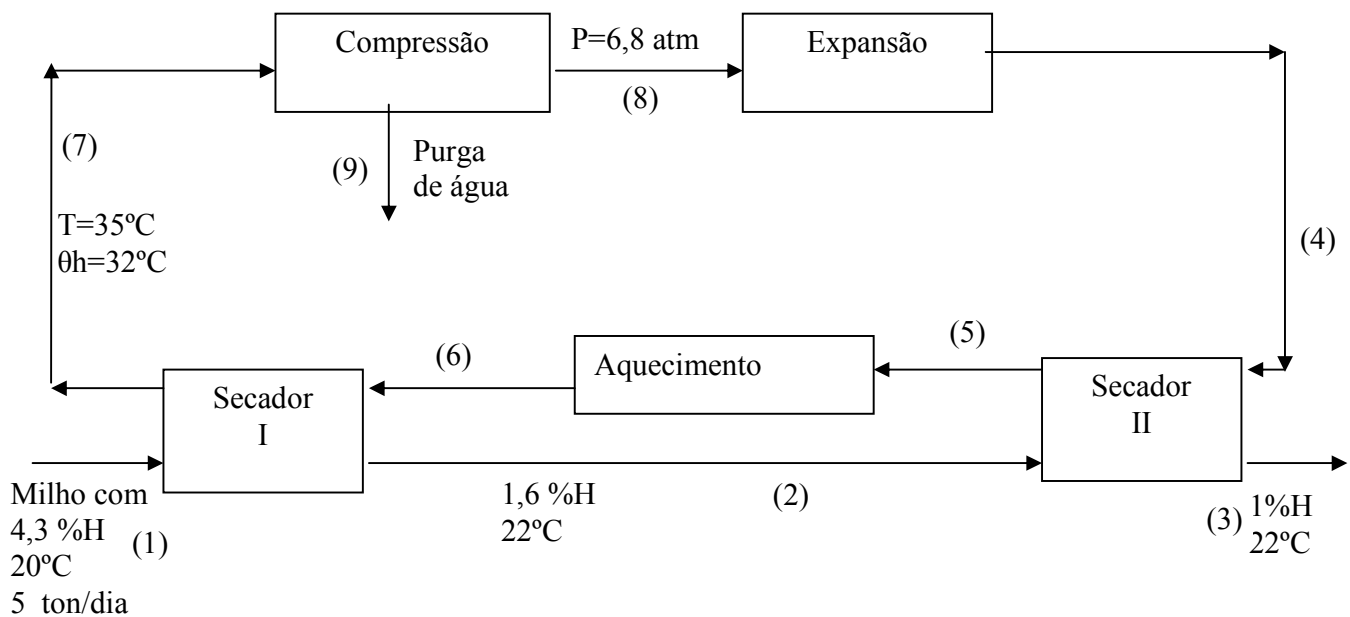 Compressão
P=6,8 atm
(8)
Expansão
(7)
(9)
Purga
de água
T=35ºC
θh=32ºC
(4)
(6)
Aquecimento
(5)
Secador
I
Secador
II
Milho com
4,3 %H
20ºC
5 ton/dia
(1)
1,6 %H
22ºC
(2)
(3)
1%H
22ºC